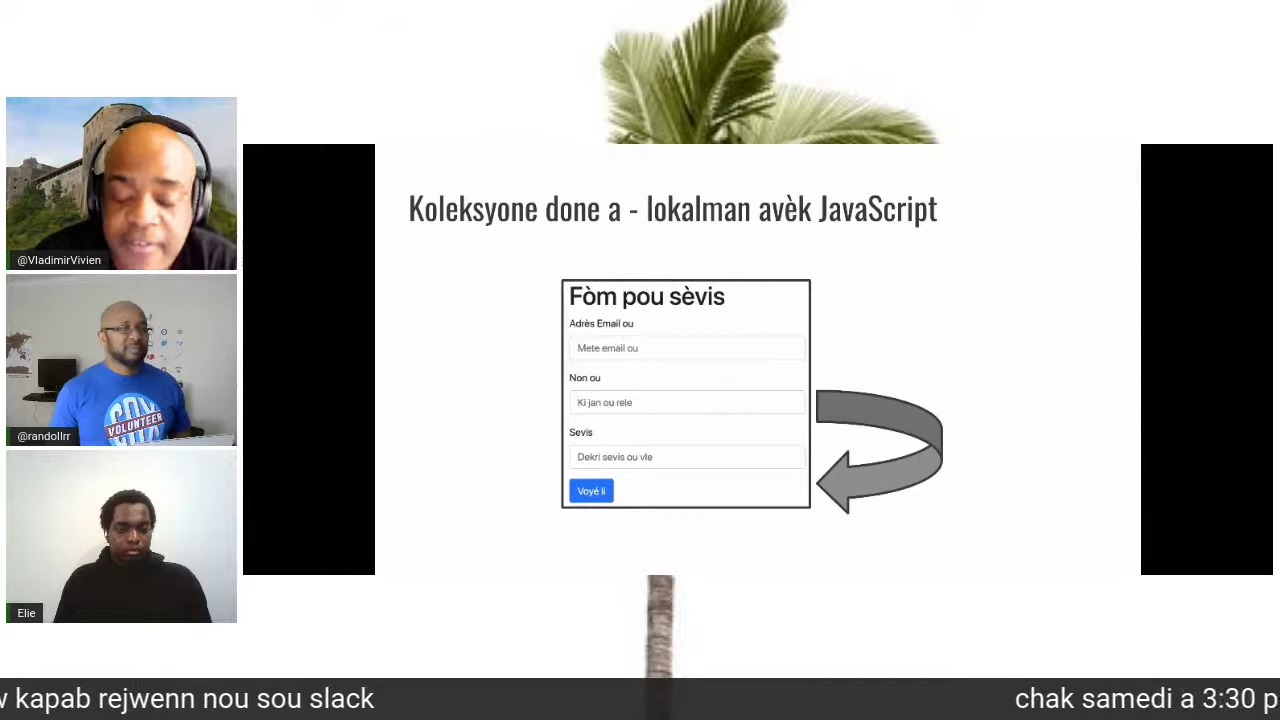 @VladimirVivien
@randollrr
VOLUNTEER
Elie
Koleksyone done a - lokalman avèk JavaScript
Fòm pou sèvis
Adrès Email ou
Mete email ou
Non ou
Ki jan ou rele
Sevis
Dekri sevis ou vle
Voyé li
kapab rejwenn nou sou slack
chak samedi a 3:30 p